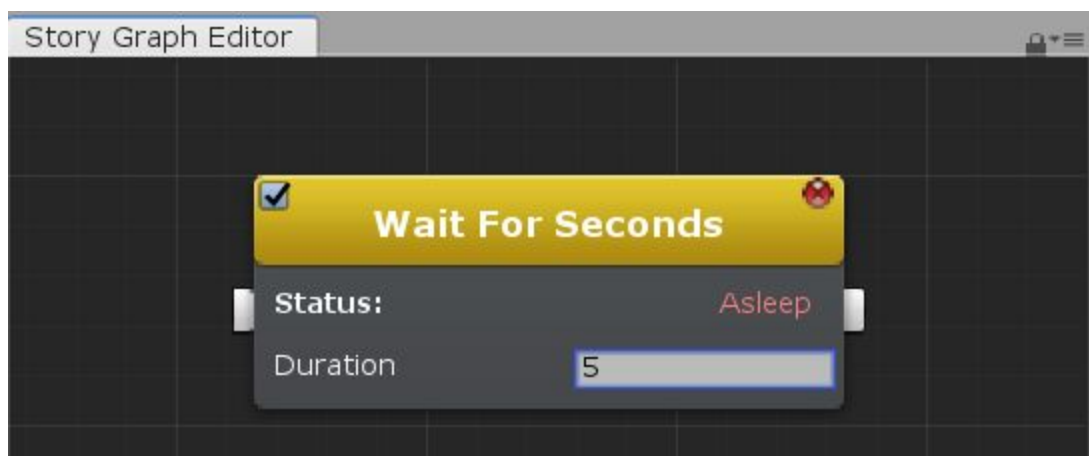 Story Graph Editor
Wait For Seconds
Status: Asleep
Duration 5